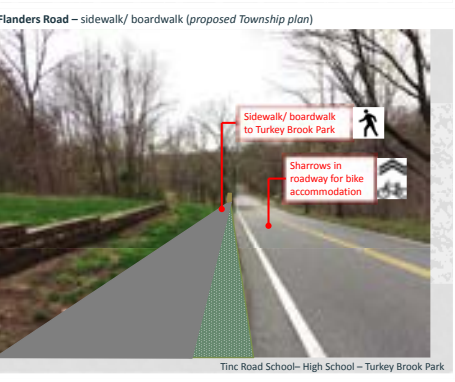 Flanders Road – sidewalk/ boardwalk (proposed Township plan)
Sidewalk/ boardwalk
to Turkey Brook Park
Sharrows in
roadway for bike
accommodation
Tinc Road School– High School – Turkey Brook Park